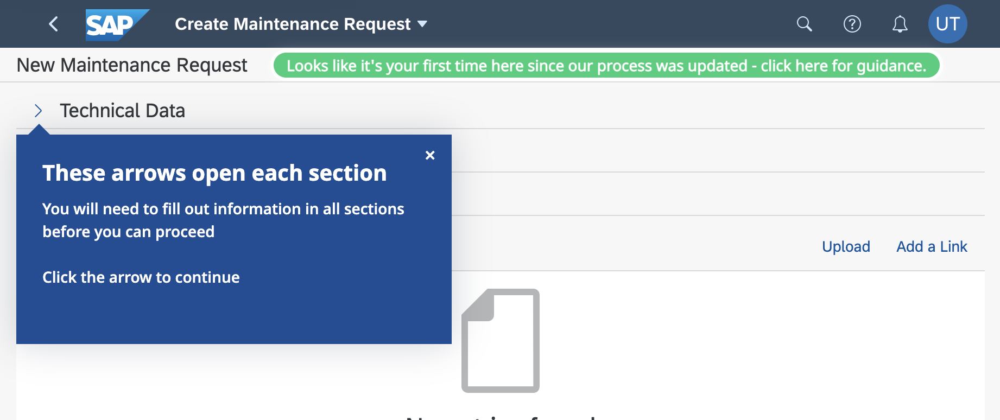 SAP
Create Maintenance Request
UT
New Maintenance Request
Looks like it's your first time here since our process was updated - click here for guidance.
Technical Data
These arrows open each section
You will need to fill out information in all sections
before you can proceed
Click the arrow to continue
Upload
Add a Link